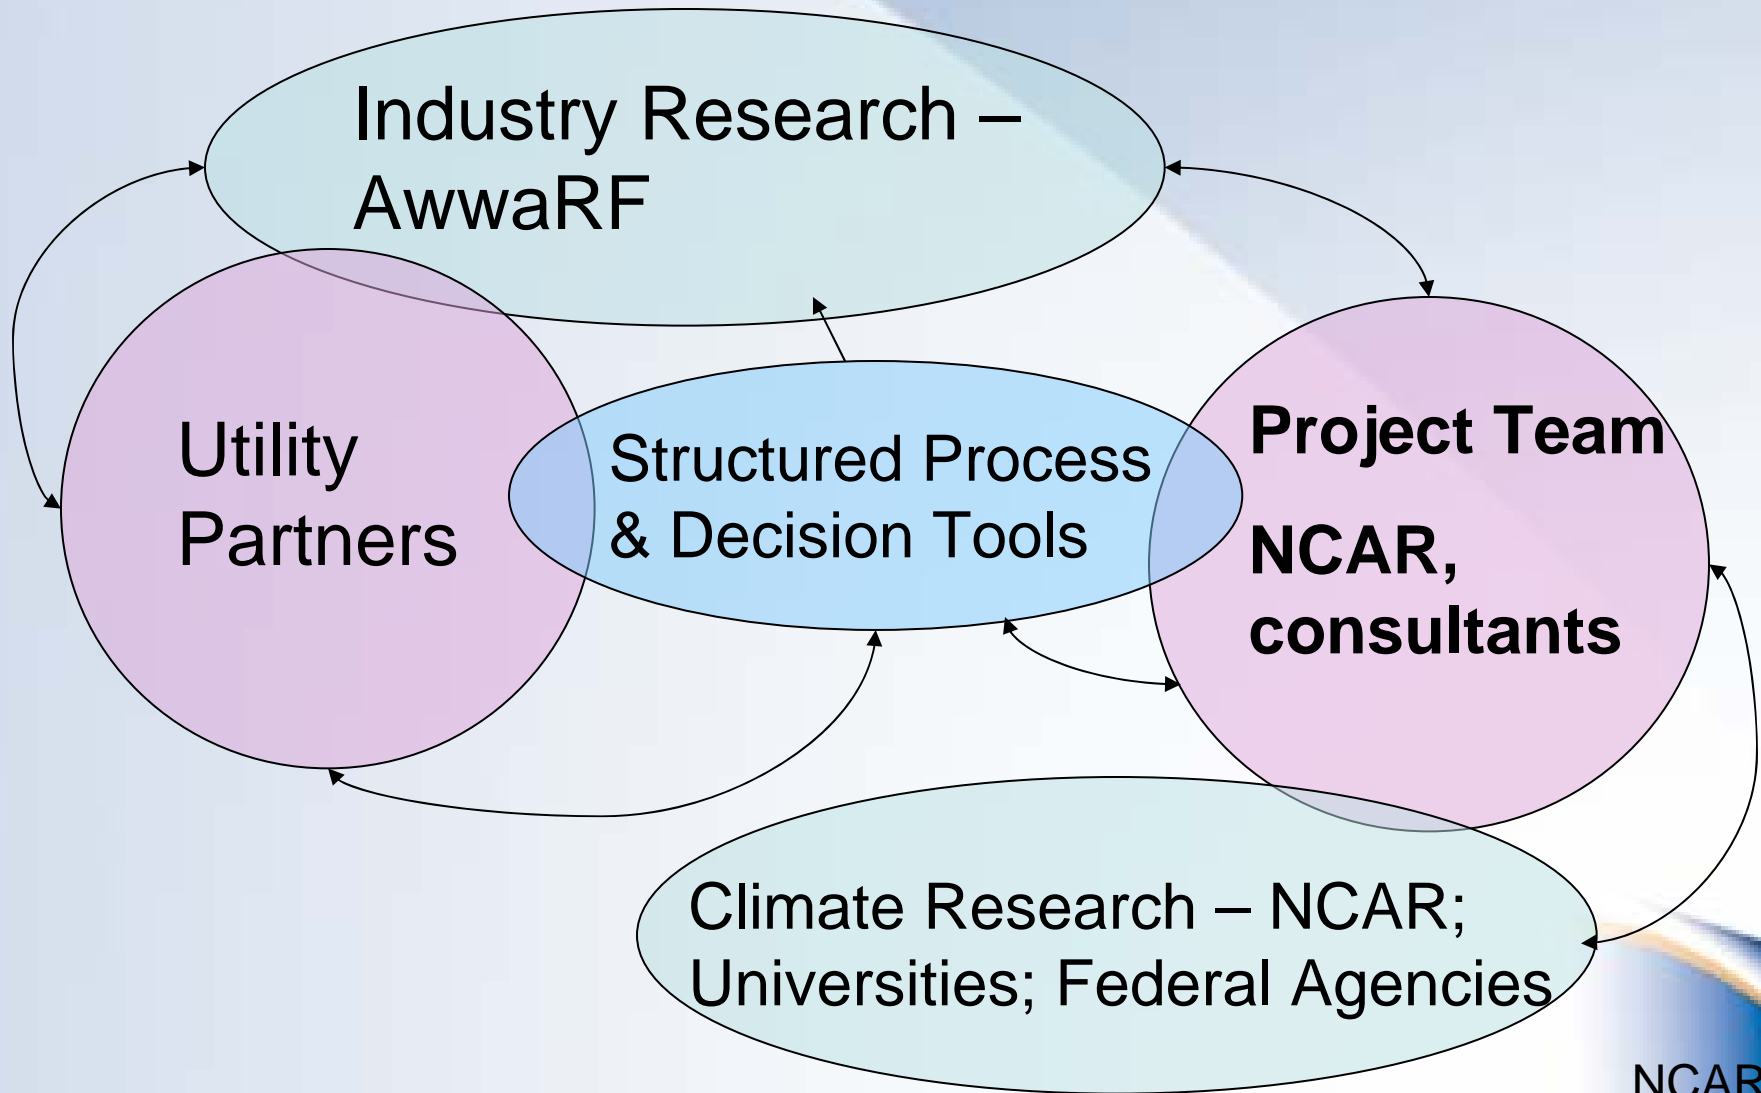 Industry Research –
AwwaRF
Utility
Partners
Structured Process
& Decision Tools
Project Team
NCAR,
consultants
Climate Research – NCAR;
Universities; Federal Agencies
NCAR